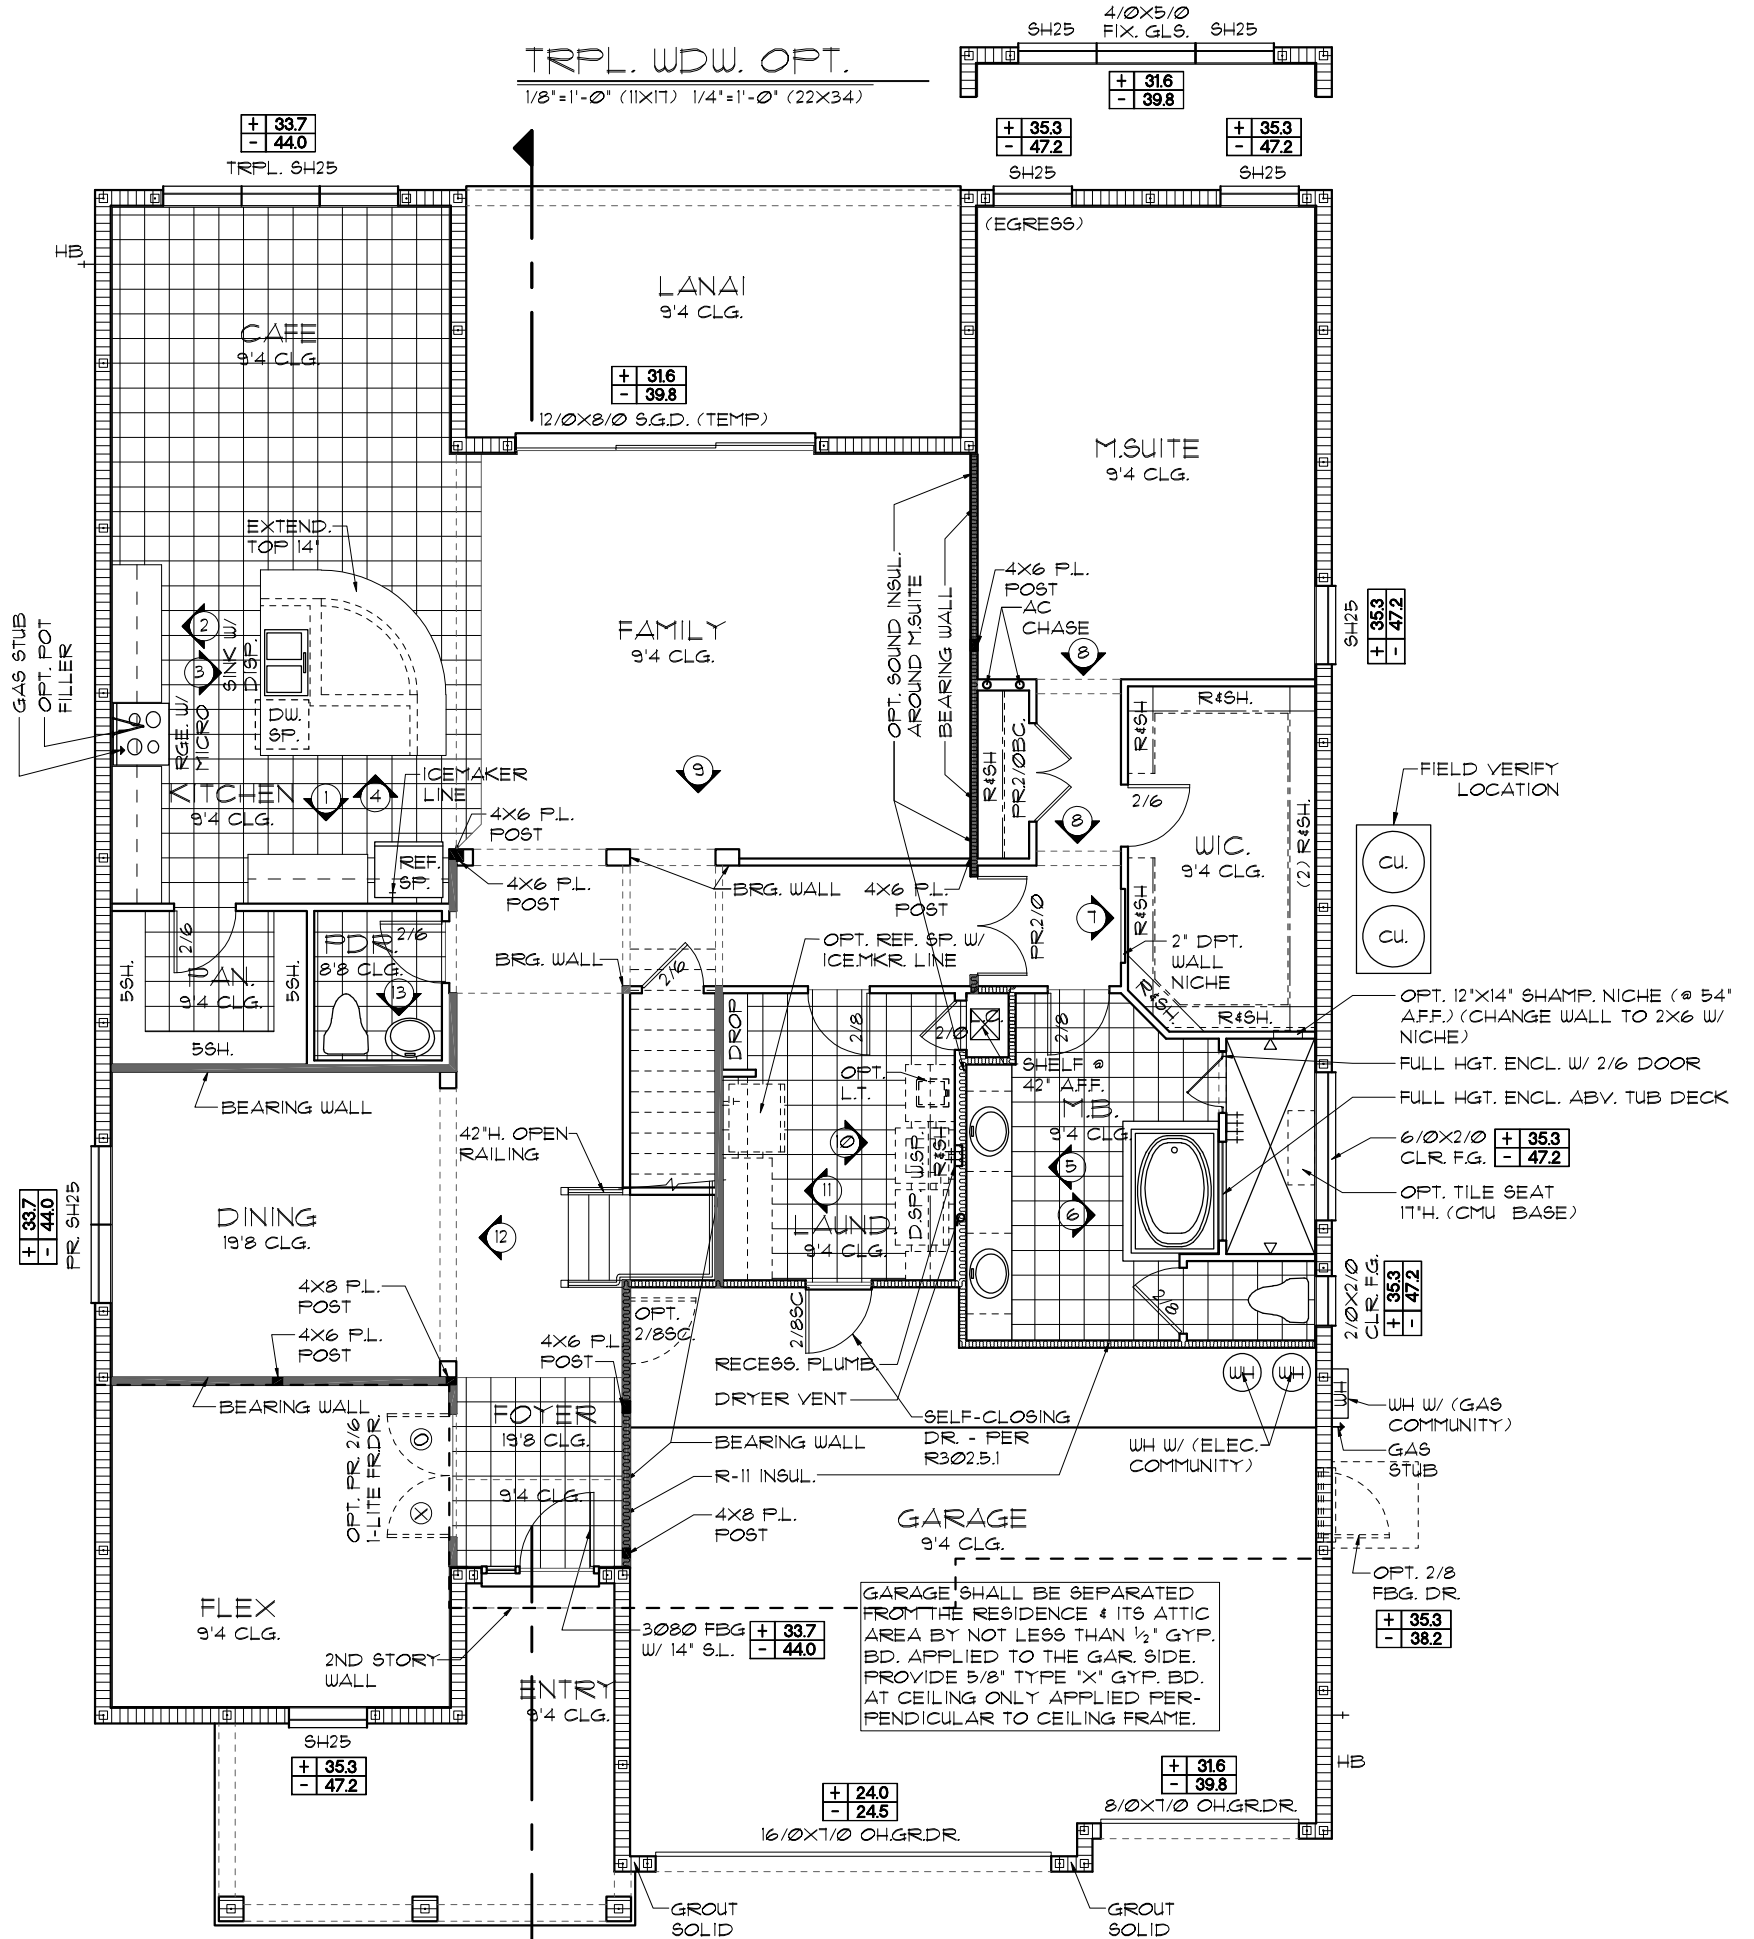 4/0X5/0
FIX. GLS.
SH25
SH25
TRPL. WDW. OPT.
1/8"=1'-0" (11X17) 1/4"=1'-0" (22X34)
+ 31.6
- 39.8
+ 33.7
- 44.0
TRPL. SH25
+ 35.3
- 47.2
SH25
+ 35.3
- 47.2
SH25
(EGRESS)
HB
LANAI
9'4 CLG.
CAFE
9'4 CLG.
+ 31.6
- 39.8
12/0X8/0 S.G.D. (TEMP)
M.SUITE
9'4 CLG.
EXTEND.
TOP 14"
OPT. SOUND INSUL.
AROUND M.SUITE
BEARING WALL
4X6 P.L.
POST
AC
CHASE
SH25
+ 35.3
- 47.2
GAS STUB
OPT. POT
FILLER
2
3
SINK W/
DISP.
FAMILY
9'4 CLG.
8
DW.
SP.
RGE. W/
MICRO
R&SH.
R&SH
R&SH
PR.2/0BC.
9
ICEMAKER
LINE
KITCHEN
9'4 CLG.
1
4
4X6 P.L.
POST
2/6
8
(2) R&SH.
FIELD VERIFY
LOCATION
CU.
CU.
REF.
SP.
4X6 P.L.
POST
BRG. WALL
4X6 P.L.
POST
WIC.
9'4 CLG.
R&SH
7
PR.2/0
2/6
PDR.
8'8 CLG.
2/6
5SH.
PAN.
9'4 CLG.
5SH.
5SH.
13
BRG. WALL
2/6
OPT. REF. SP. W/
ICE.MKR. LINE
2" DPT.
WALL
NICHE
R&SH.
R&SH.
OPT. 12"X14" SHAMP. NICHE (@ 54"
A.F.F.) (CHANGE WALL TO 2X6 W/
NICHE)
DROP
2/8
2/0
2/8
SHELF @
42" A.F.F.
OPT.
L.T.
FULL HGT. ENCL. W/ 2/6 DOOR
FULL HGT. ENCL. ABV. TUB DECK
BEARING WALL
M.B.
9'4 CLG.
42"H. OPEN
RAILING
10
R&SH
W.SP.
D.SP.
5
6/0X2/0
CLR. F.G.
+ 35.3
- 47.2
+ 33.7
- 44.0
PR. SH25
DINING
19'8 CLG.
12
11
LAUND.
9'4 CLG.
6
OPT. TILE SEAT
17"H. (CMU BASE)
4X8 P.L.
POST
4X6 P.L.
POST
OPT.
2/8SC.
2/8SC
2/8
2/0X2/0
CLR. F.G.
+ 35.3
- 47.2
4X6 P.L.
POST
RECESS. PLUMB.
DRYER VENT
WH
WH
WH
WH W/ (GAS
COMMUNITY)
BEARING WALL
FOYER
19'8 CLG.
SELF-CLOSING
DR. - PER
R302.5.1
WH W/ (ELEC.
COMMUNITY)
GAS
STUB
OPT. PR. 2/6
1-LITE FR.DR
O
X
BEARING WALL
R-11 INSUL.
9'4 CLG.
4X8 P.L.
POST
GARAGE
9'4 CLG.
OPT. 2/8
FBG. DR.
+ 35.3
- 38.2
FLEX
9'4 CLG.
GARAGE SHALL BE SEPARATED
FROM THE RESIDENCE & ITS ATTIC
AREA BY NOT LESS THAN ½" GYP.
BD. APPLIED TO THE GAR. SIDE.
PROVIDE 5/8" TYPE "X" GYP. BD.
AT CEILING ONLY APPLIED PER-
PENDICULAR TO CEILING FRAME.
3080 FBG
W/ 14" S.L.
+ 33.7
- 44.0
2ND STORY
WALL
ENTRY
9'4 CLG.
SH25
+ 35.3
- 47.2
HB
+ 24.0
- 24.5
16/0X7/0 OH.GR.DR.
+ 31.6
- 39.8
8/0X7/0 OH.GR.DR.
GROUT
SOLID
GROUT
SOLID